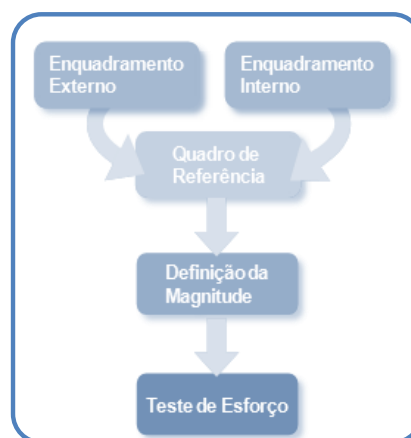 Enquadramento
Externo
Enquadramento
Interno
Quadro de
Referência
Definição da
Magnitude
Teste de Esforço